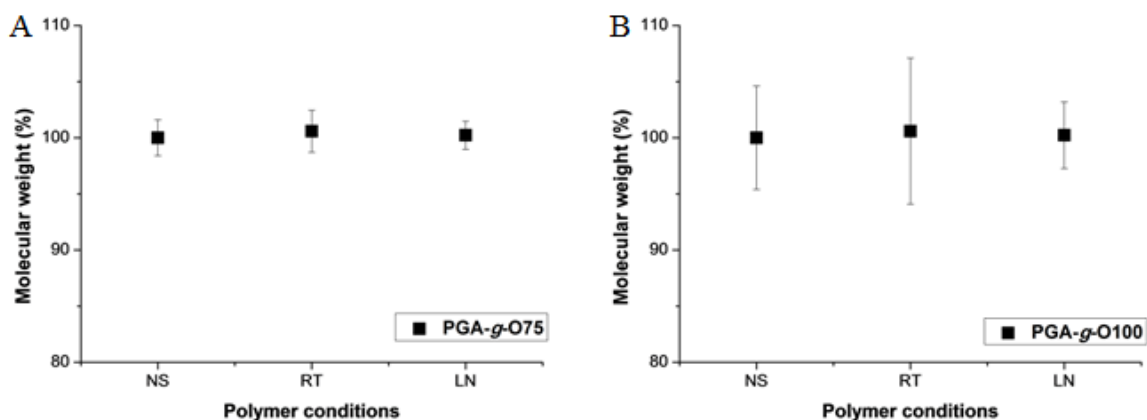 A
110
100
90
80
Molecular weight (%)
PGA-g-O75
NS RT LN
Polymer conditions
B
110
100
90
80
Molecular weight (%)
PGA-g-O100
NS RT LN
Polymer conditions